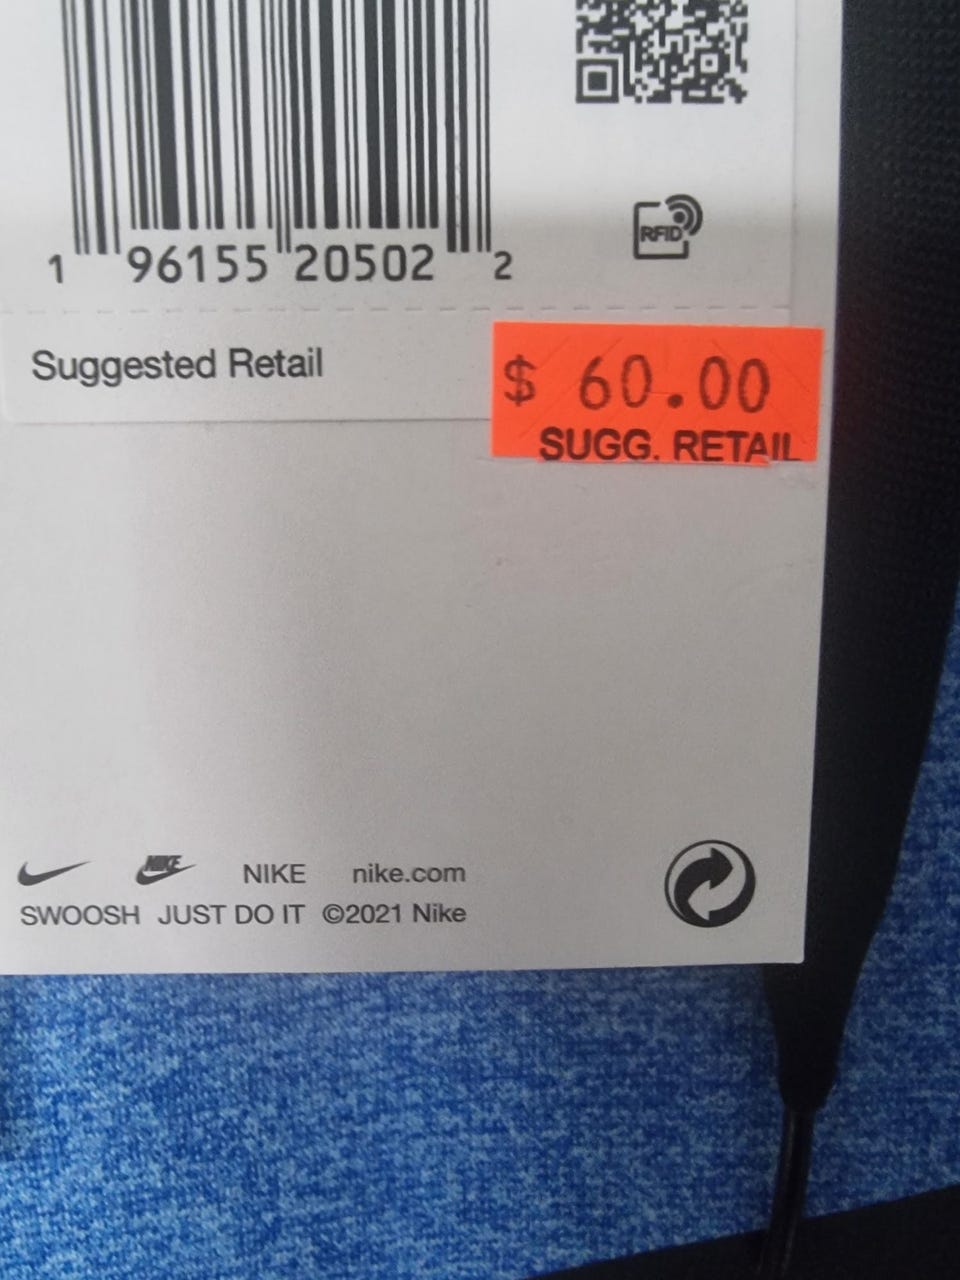 1 96155 20502 2
RFID
Suggested Retail
$ 60.00
SUGG. RETAIL
NIKE NIKE nike.com
SWOOSH JUST DO IT ©2021 Nike